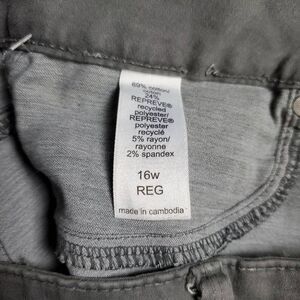 69% cotton/
coton
24%
REPREVE®
recycled
polyester/
REPREVE®
polyester
recyclé
5% rayon/
rayonne
2% spandex
16w
REG
made in cambodia